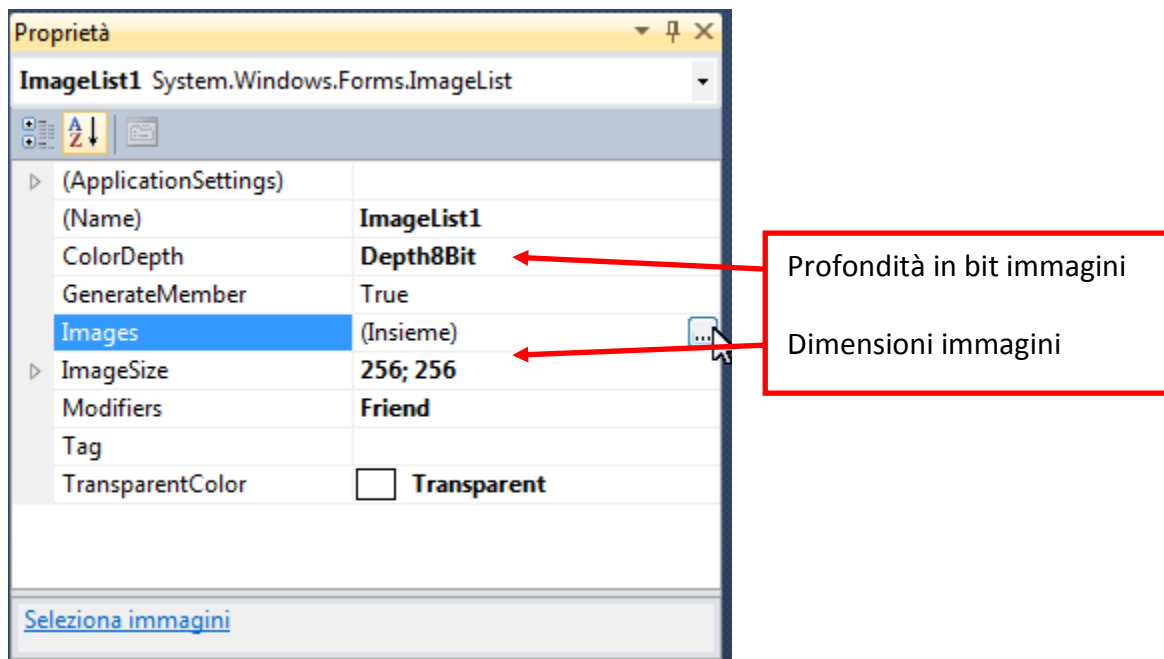 Proprietà
ImageList1 System.Windows.Forms.ImageList
(ApplicationSettings)
(Name) ImageList1
ColorDepth Depth8Bit
GenerateMember True
Images (Insieme) ...
ImageSize 256; 256
Modifiers Friend
Tag
TransparentColor Transparent
Seleziona immagini
Profondità in bit immagini
Dimensioni immagini